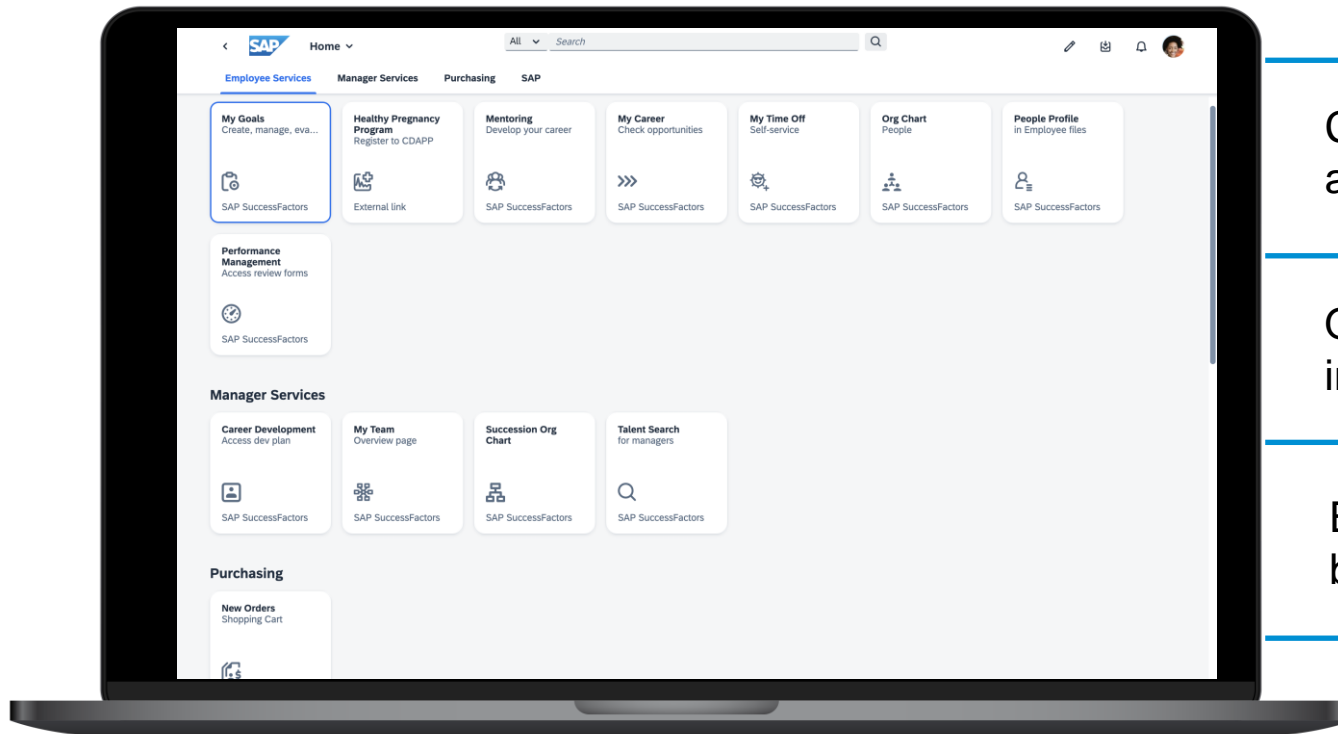 SAP Home
All Search
Employee Services Manager Services Purchasing SAP
My Goals
Create, manage, eva...
SAP SuccessFactors
Healthy Pregnancy
Program
Register to CDAPP
External link
Mentoring
Develop your career
SAP SuccessFactors
My Career
Check opportunities
SAP SuccessFactors
My Time Off
Self-service
SAP SuccessFactors
Org Chart
People
SAP SuccessFactors
People Profile
in Employee files
SAP SuccessFactors
Performance
Management
Access review forms
SAP SuccessFactors
Manager Services
Career Development
Access dev plan
SAP SuccessFactors
My Team
Overview page
SAP SuccessFactors
Succession Org
Chart
SAP SuccessFactors
Talent Search
for managers
SAP SuccessFactors
Purchasing
New Orders
Shopping Cart